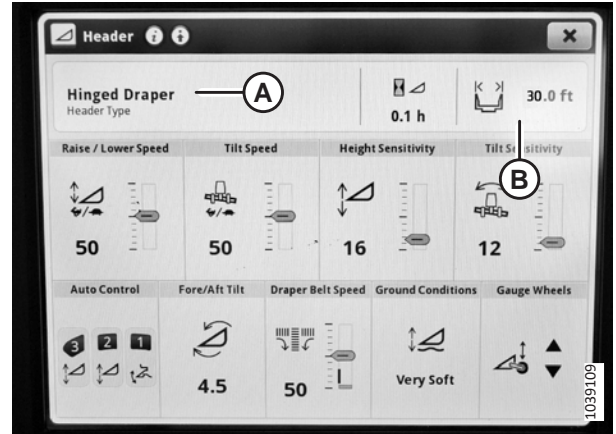 Header i
Hinged Draper
Header Type
A
0.1 h
30.0 ft
B
Raise / Lower Speed Tilt Speed Height Sensitivity Tilt Sensitivity
50 50 16 12
Auto Control Fore/Aft Tilt Draper Belt Speed Ground Conditions Gauge Wheels
3 2 1
4.5 50 Very Soft
1039109